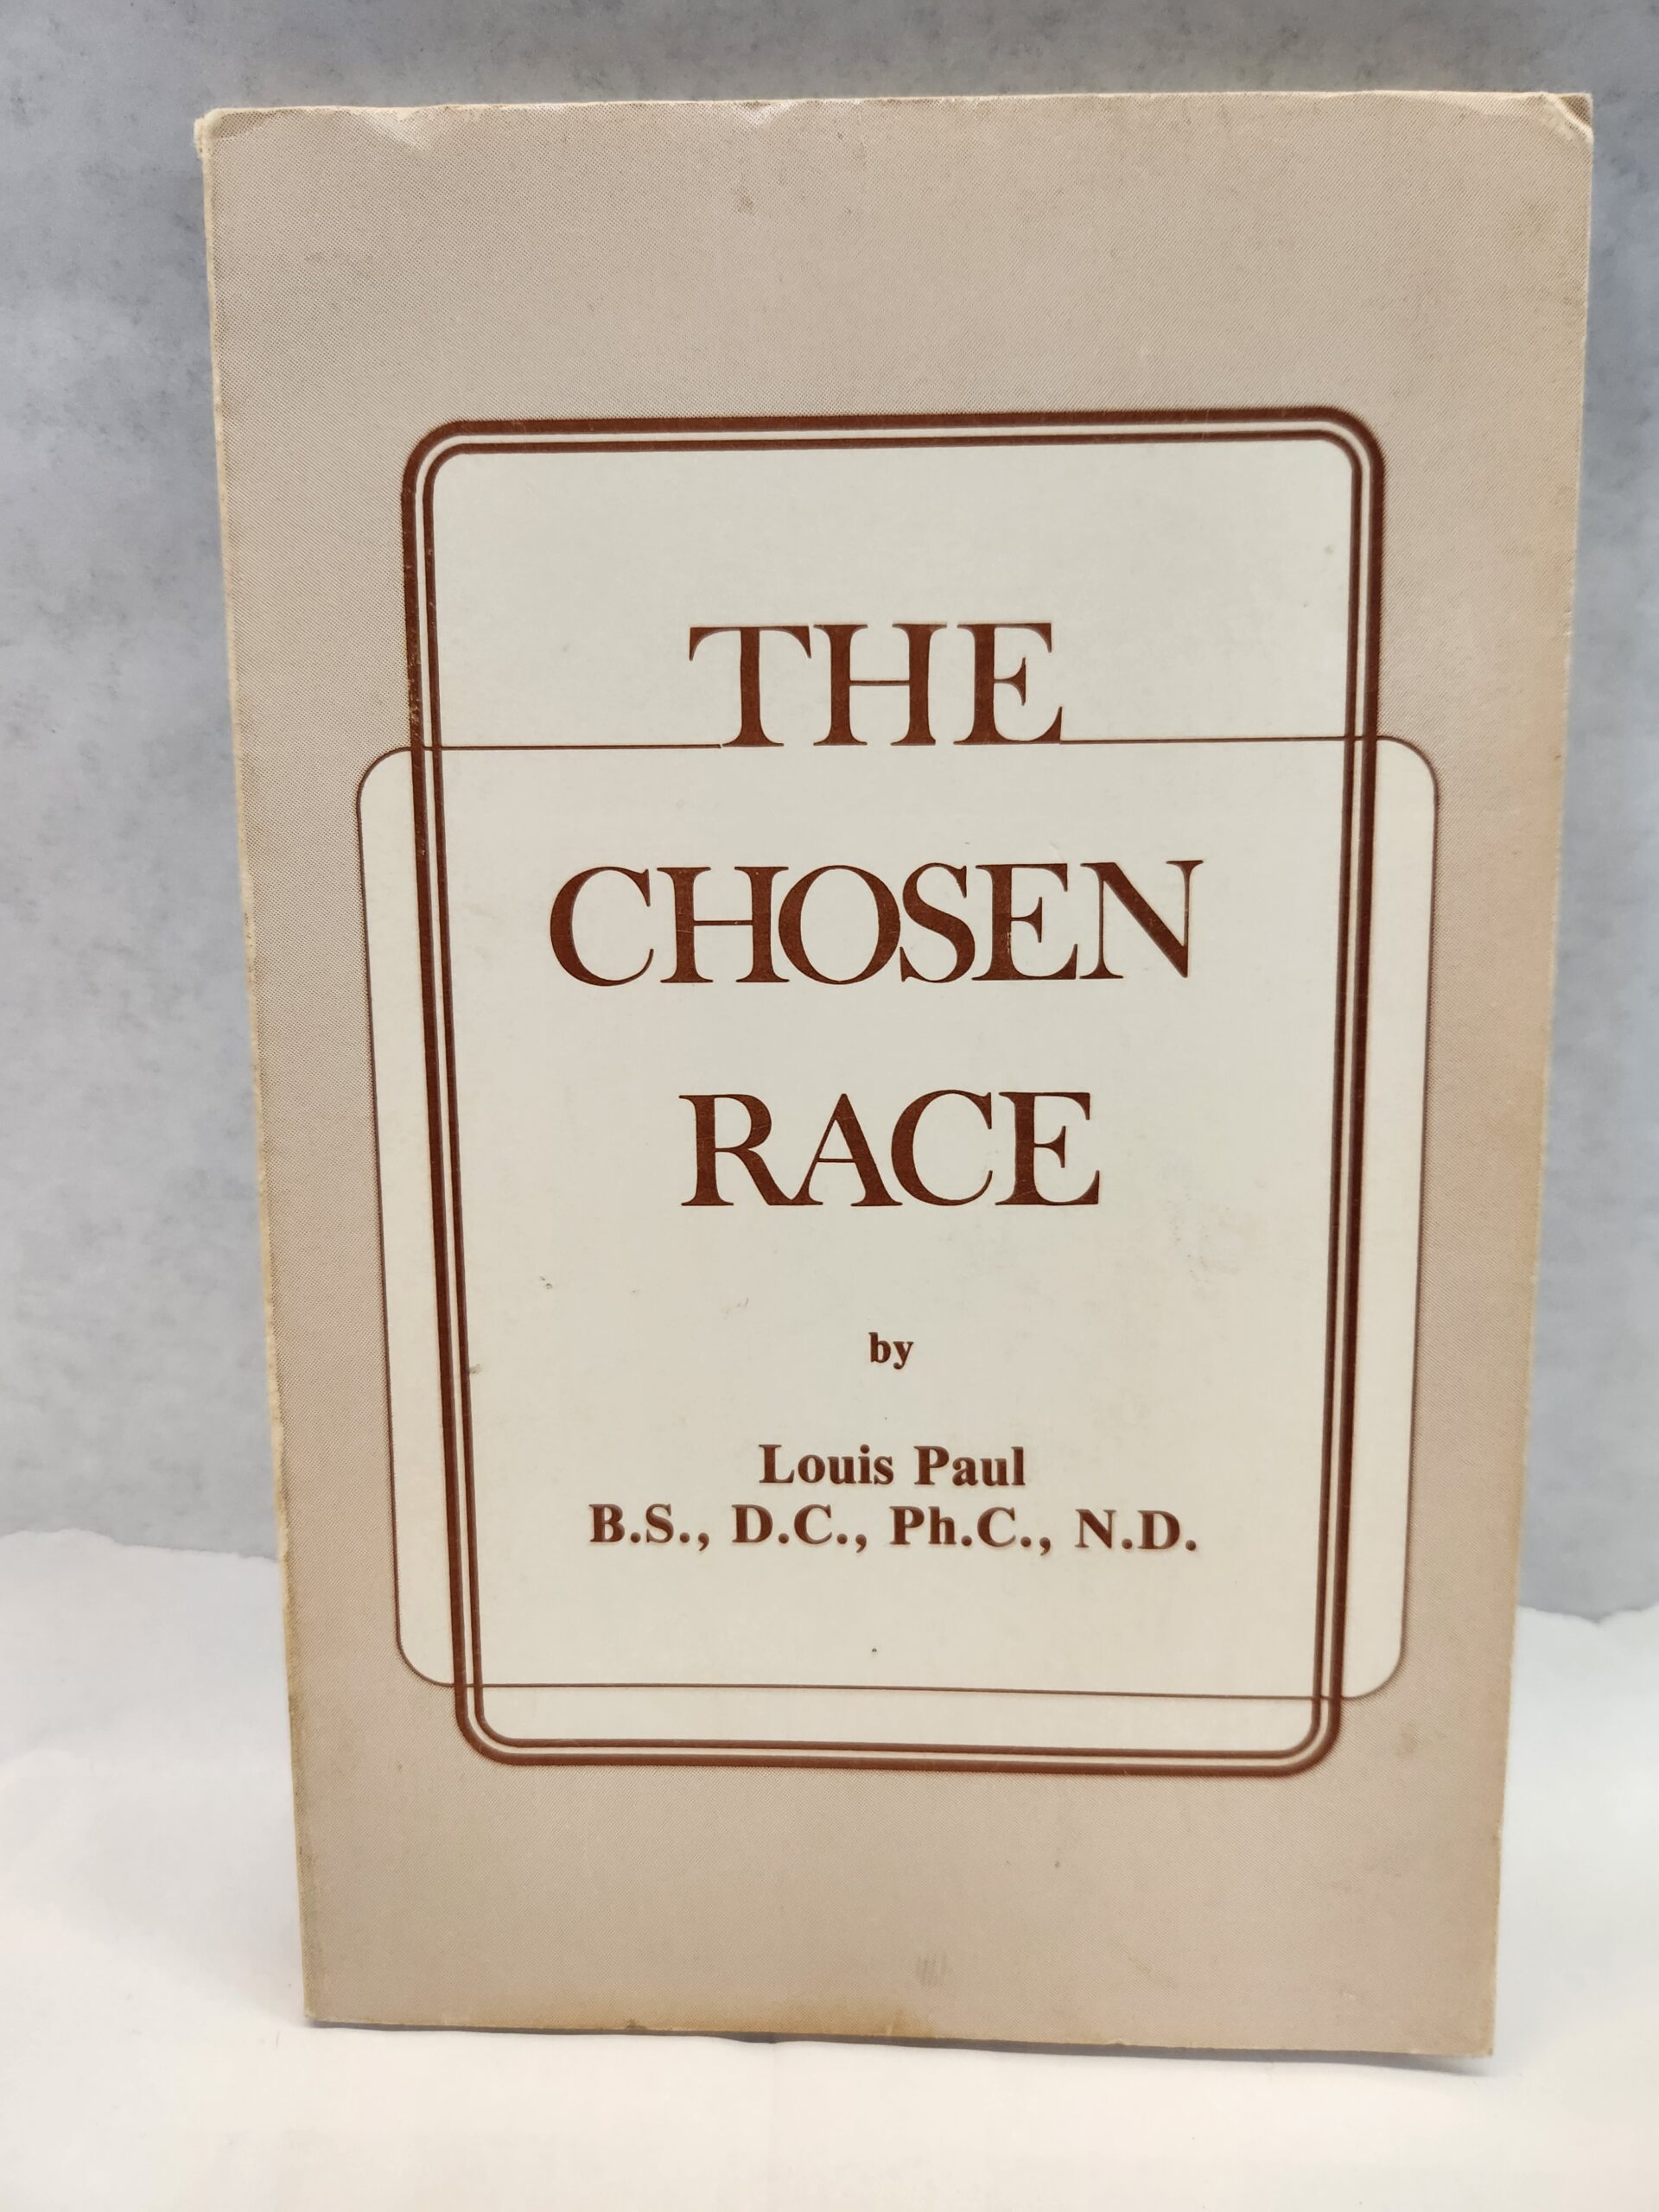 THE
CHOSEN
RACE
by
Louis Paul
B.S., D.C., Ph.C., N.D.